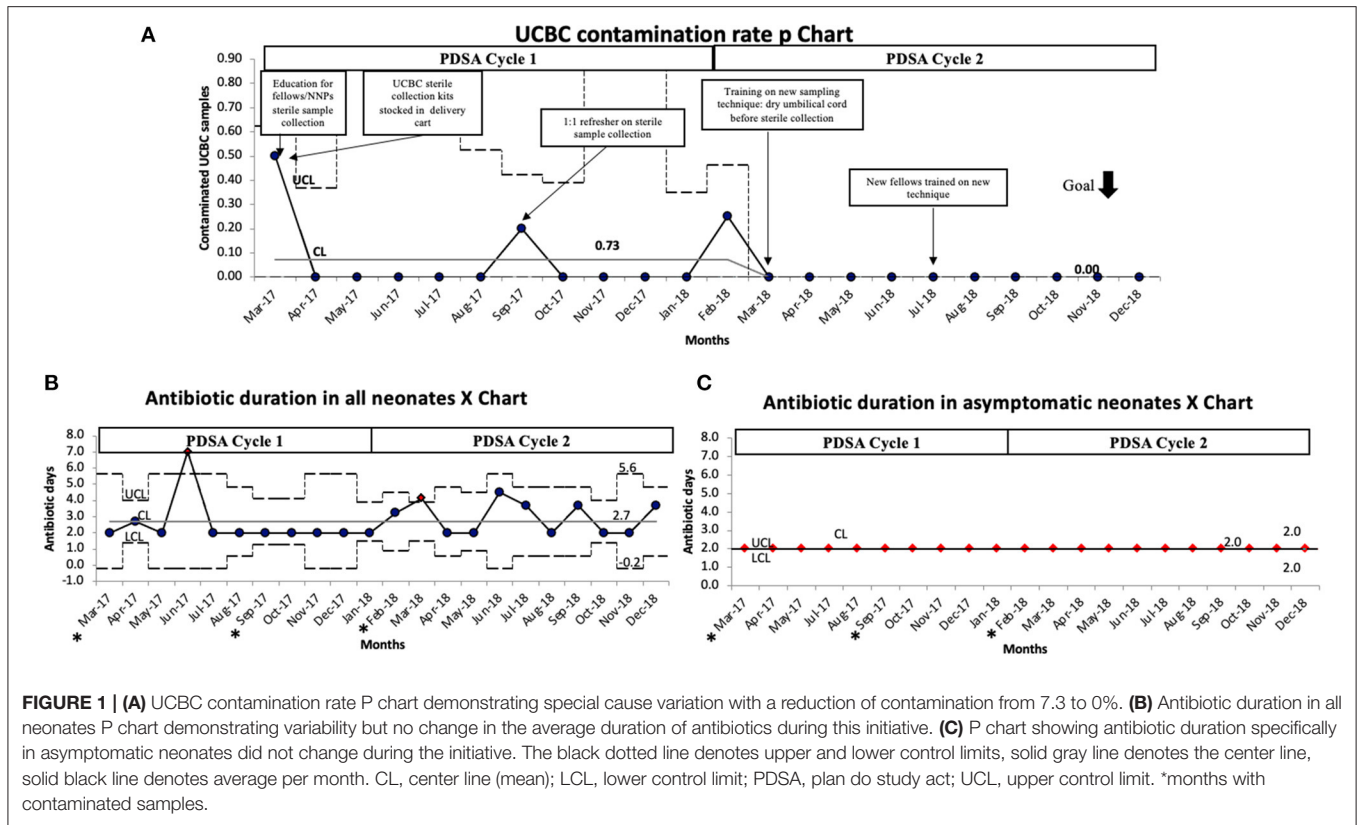 A
UCBC contamination rate p Chart
PDSA Cycle 1
PDSA Cycle 2
Contaminated UCBC samples
0.90
0.80
0.70
0.60
0.50
0.40
0.30
0.20
0.10
0.00
Education for
fellows/NNPs
sterile sample
collection
UCBC sterile
collection kits
stocked in delivery
cart
1:1 refresher on sterile
sample collection
Training on new sampling
technique: dry umbilical cord
before sterile collection
New fellows trained on new
technique
Goal
UCL
CL
0.73
0.00
Mar-17
Apr-17
May-17
Jun-17
Jul-17
Aug-17
Sep-17
Oct-17
Nov-17
Dec-17
Jan-18
Feb-18
Mar-18
Apr-18
May-18
Jun-18
Jul-18
Aug-18
Sep-18
Oct-18
Nov-18
Dec-18
Months
B
Antibiotic duration in all neonates X Chart
PDSA Cycle 1
PDSA Cycle 2
Antibiotic days
8.0
7.0
6.0
5.0
4.0
3.0
2.0
1.0
0.0
-1.0
UCL
CL
LCL
5.6
2.7
-0.2
Mar-17
Apr-17
May-17
Jun-17
Jul-17
Aug-17
Sep-17
Oct-17
Nov-17
Dec-17
Jan-18
Feb-18
Mar-18
Apr-18
May-18
Jun-18
Jul-18
Aug-18
Sep-18
Oct-18
Nov-18
Dec-18
*
*
*
Months
C
Antibiotic duration in asymptomatic neonates X Chart
PDSA Cycle 1
PDSA Cycle 2
Antibiotic days
8.0
7.0
6.0
5.0
4.0
3.0
2.0
1.0
0.0
UCL
CL
LCL
2.0
2.0
2.0
Mar-17
Apr-17
May-17
Jul-17
Aug-17
Sep-17
Oct-17
Nov-17
Dec-17
Jan-18
Feb-18
Mar-18
Apr-18
May-18
Jun-18
Jul-18
Aug-18
Sep-18
Oct-18
Nov-18
Dec-18
*
*
*
Months
FIGURE 1 | (A) UCBC contamination rate P chart demonstrating special cause variation with a reduction of contamination from 7.3 to 0%. (B) Antibiotic duration in all
neonates P chart demonstrating variability but no change in the average duration of antibiotics during this initiative. (C) P chart showing antibiotic duration specifically
in asymptomatic neonates did not change during the initiative. The black dotted line denotes upper and lower control limits, solid gray line denotes the center line,
solid black line denotes average per month. CL, center line (mean); LCL, lower control limit; PDSA, plan do study act; UCL, upper control limit. *months with
contaminated samples.